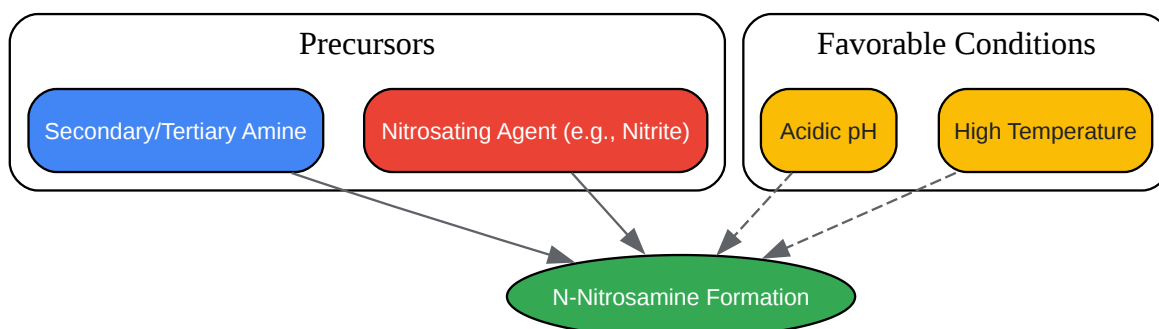 Precursors
Favorable Conditions
Secondary/Tertiary Amine
Nitrosating Agent (e.g., Nitrite)
Acidic pH
High Temperature
N-Nitrosamine Formation